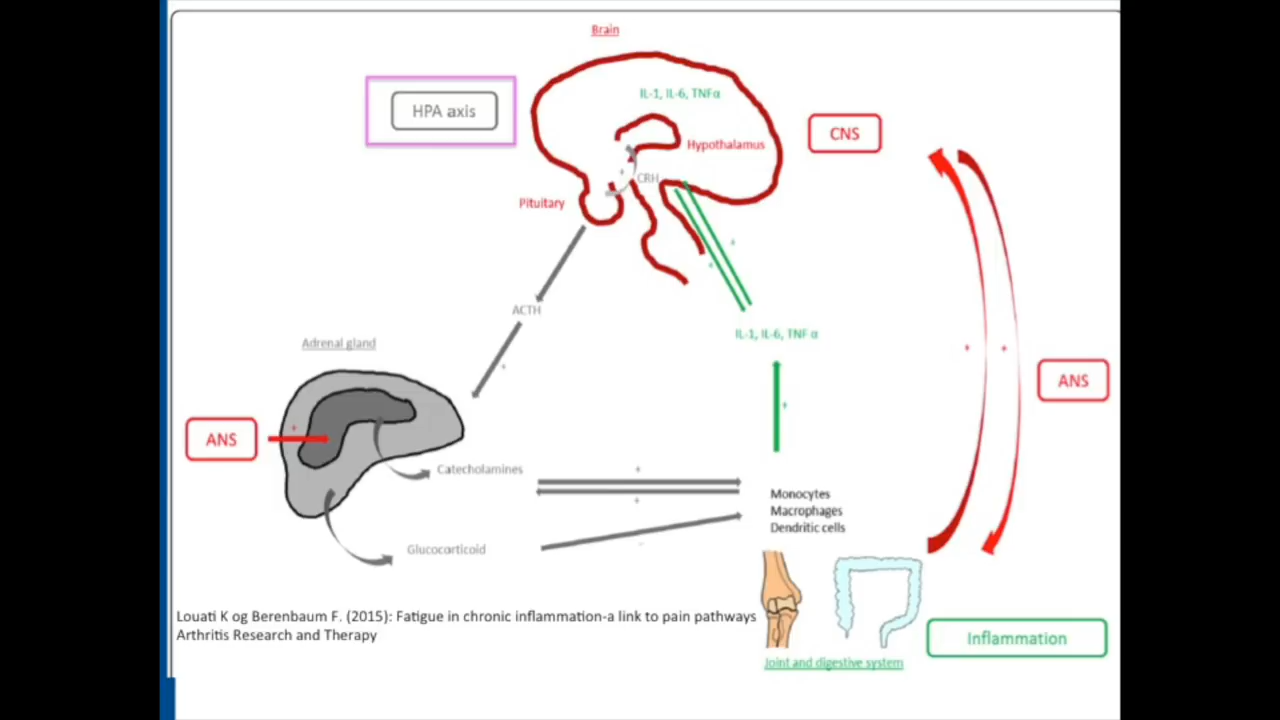 Brain
HPA axis
IL-1, IL-6, TNFα
CNS
Hypothalamus
CRH
+
Pituitary
+
+
ACTH
IL-1, IL-6, TNF α
Adrenal gland
+
+
+
ANS
+
ANS
+
Catecholamines
+
+
Monocytes
Macrophages
Dendritic cells
Glucocorticoid
-
Louati K og Berenbaum F. (2015): Fatigue in chronic inflammation-a link to pain pathways
Arthritis Research and Therapy
Inflammation
Joint and digestive system